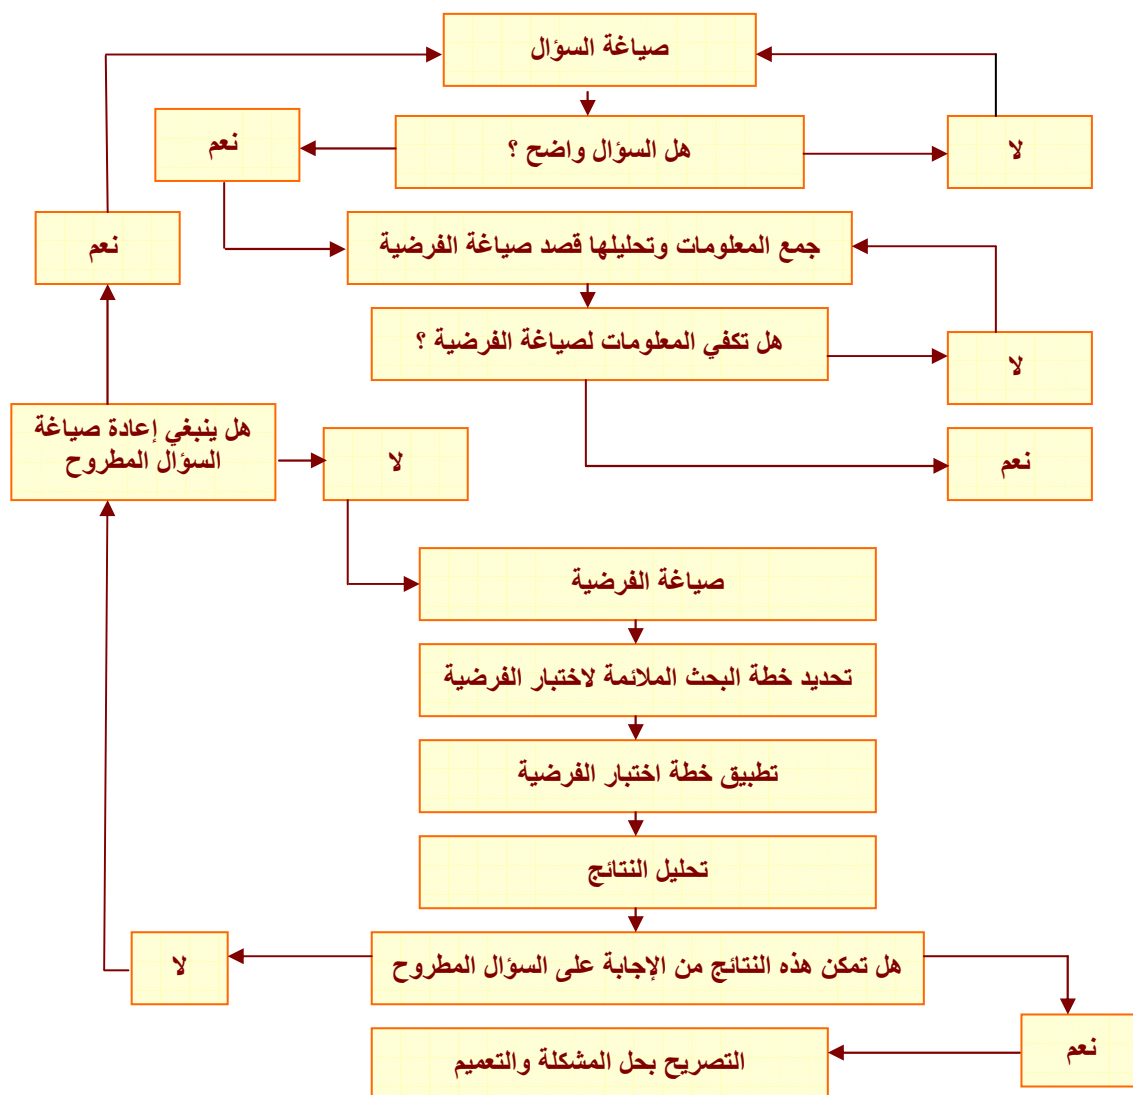 صياغة السؤال
هل السؤال واضح ؟
نعم
لا
نعم
جمع المعلومات وتحليلها قصد صياغة الفرضية
هل تكفي المعلومات لصياغة الفرضية ؟
لا
هل ينبغي إعادة صياغة
السؤال المطروح
لا
نعم
صياغة الفرضية
تحديد خطة البحث الملائمة لاختبار الفرضية
تطبيق خطة اختبار الفرضية
تحليل النتائج
هل تمكن هذه النتائج من الإجابة على السؤال المطروح
لا
نعم
التصريح بحل المشكلة والتعميم